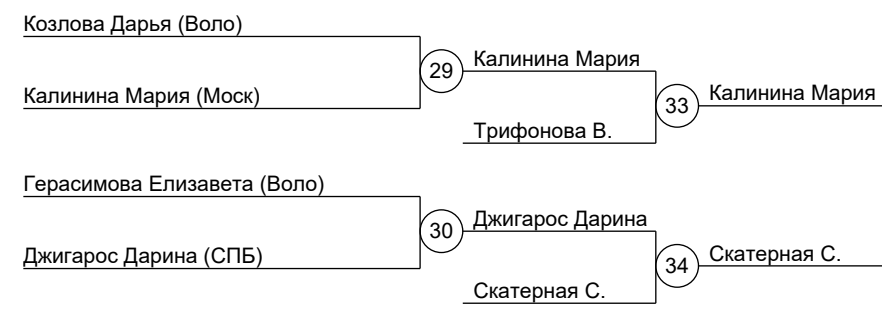 Козлова Дарья (Воло)
29
Калинина Мария
Калинина Мария (Моск)
33
Калинина Мария
Трифонова В.
Герасимова Елизавета (Воло)
30
Джигарос Дарина
Джигарос Дарина (СПБ)
34
Скатерная С.
Скатерная С.